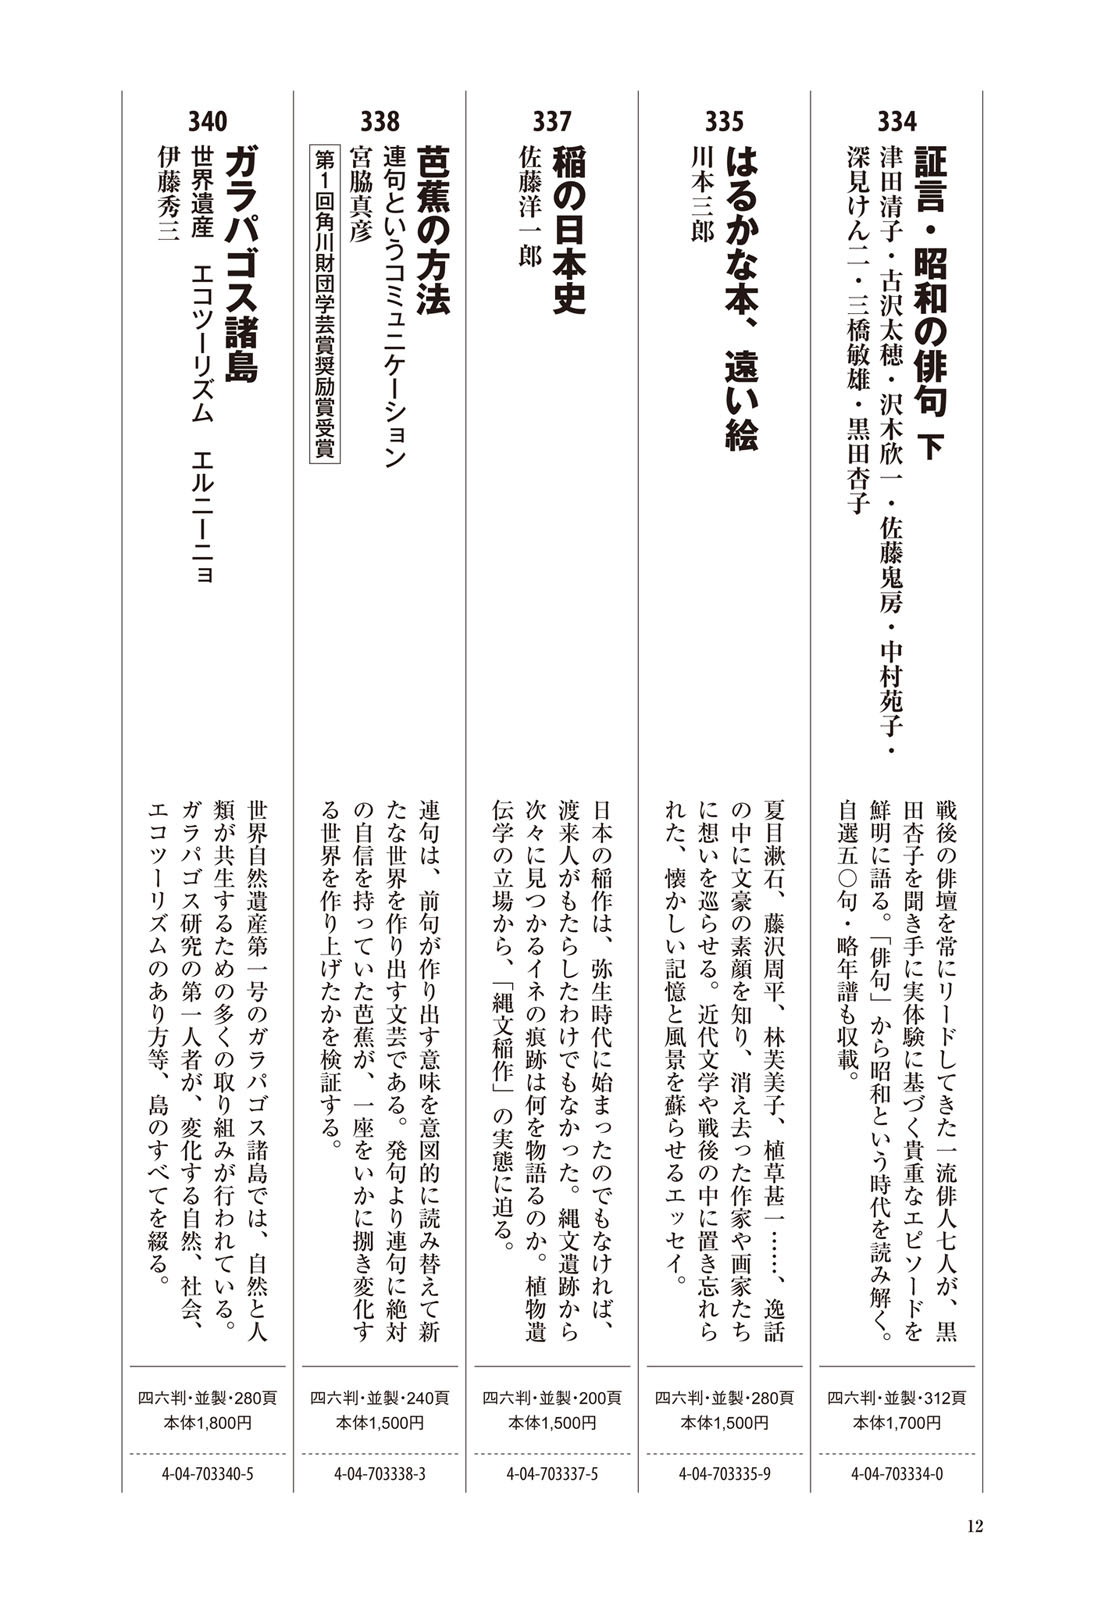 334
証言・昭和の俳句 下
津田清子・古沢太穂・沢木欣一・佐藤鬼房・中村苑子・
深見けん二・三橋敏雄・黒田杏子
戦後の俳壇を常にリードしてきた一流俳人七人が、黒
田杏子を聞き手に実体験に基づく貴重なエピソードを
鮮明に語る。「俳句」から昭和という時代を読み解く。
自選五〇句・略年譜も収載。
四六判・並製・312頁
本体1,700円
4-04-703334-0
335
はるかな本、遠い絵
川本三郎
夏目漱石、藤沢周平、林芙美子、植草甚一……、逸話
の中に文豪の素顔を知り、消え去った作家や画家たち
に想いを巡らせる。近代文学や戦後の中に置き忘れら
れた、懐かしい記憶と風景を蘇らせるエッセイ。
四六判・並製・280頁
本体1,500円
4-04-703335-9
337
稲の日本史
佐藤洋一郎
日本の稲作は、弥生時代に始まったのでもなければ、
渡来人がもたらしたわけでもなかった。縄文遺跡から
次々に見つかるイネの痕跡は何を物語るのか。植物遺
伝学の立場から、「縄文稲作」の実態に迫る。
四六判・並製・200頁
本体1,500円
4-04-703337-5
338
芭蕉の方法
連句というコミュニケーション
宮脇真彦
第1回角川財団学芸賞奨励賞受賞
連句は、前句が作り出す意味を意図的に読み替えて新
たな世界を作り出す文芸である。発句より連句に絶対
の自信を持っていた芭蕉が、一座をいかに捌き変化す
る世界を作り上げたかを検証する。
四六判・並製・240頁
本体1,500円
4-04-703338-3
340
ガラパゴス諸島
世界遺産 エコツーリズム エルニーニョ
伊藤秀三
世界自然遺産第一号のガラパゴス諸島では、自然と人
類が共生するための多くの取り組みが行われている。
ガラパゴス研究の第一人者が、変化する自然、社会、
エコツーリズムのあり方等、島のすべてを綴る。
四六判・並製・280頁
本体1,800円
4-04-703340-5
12